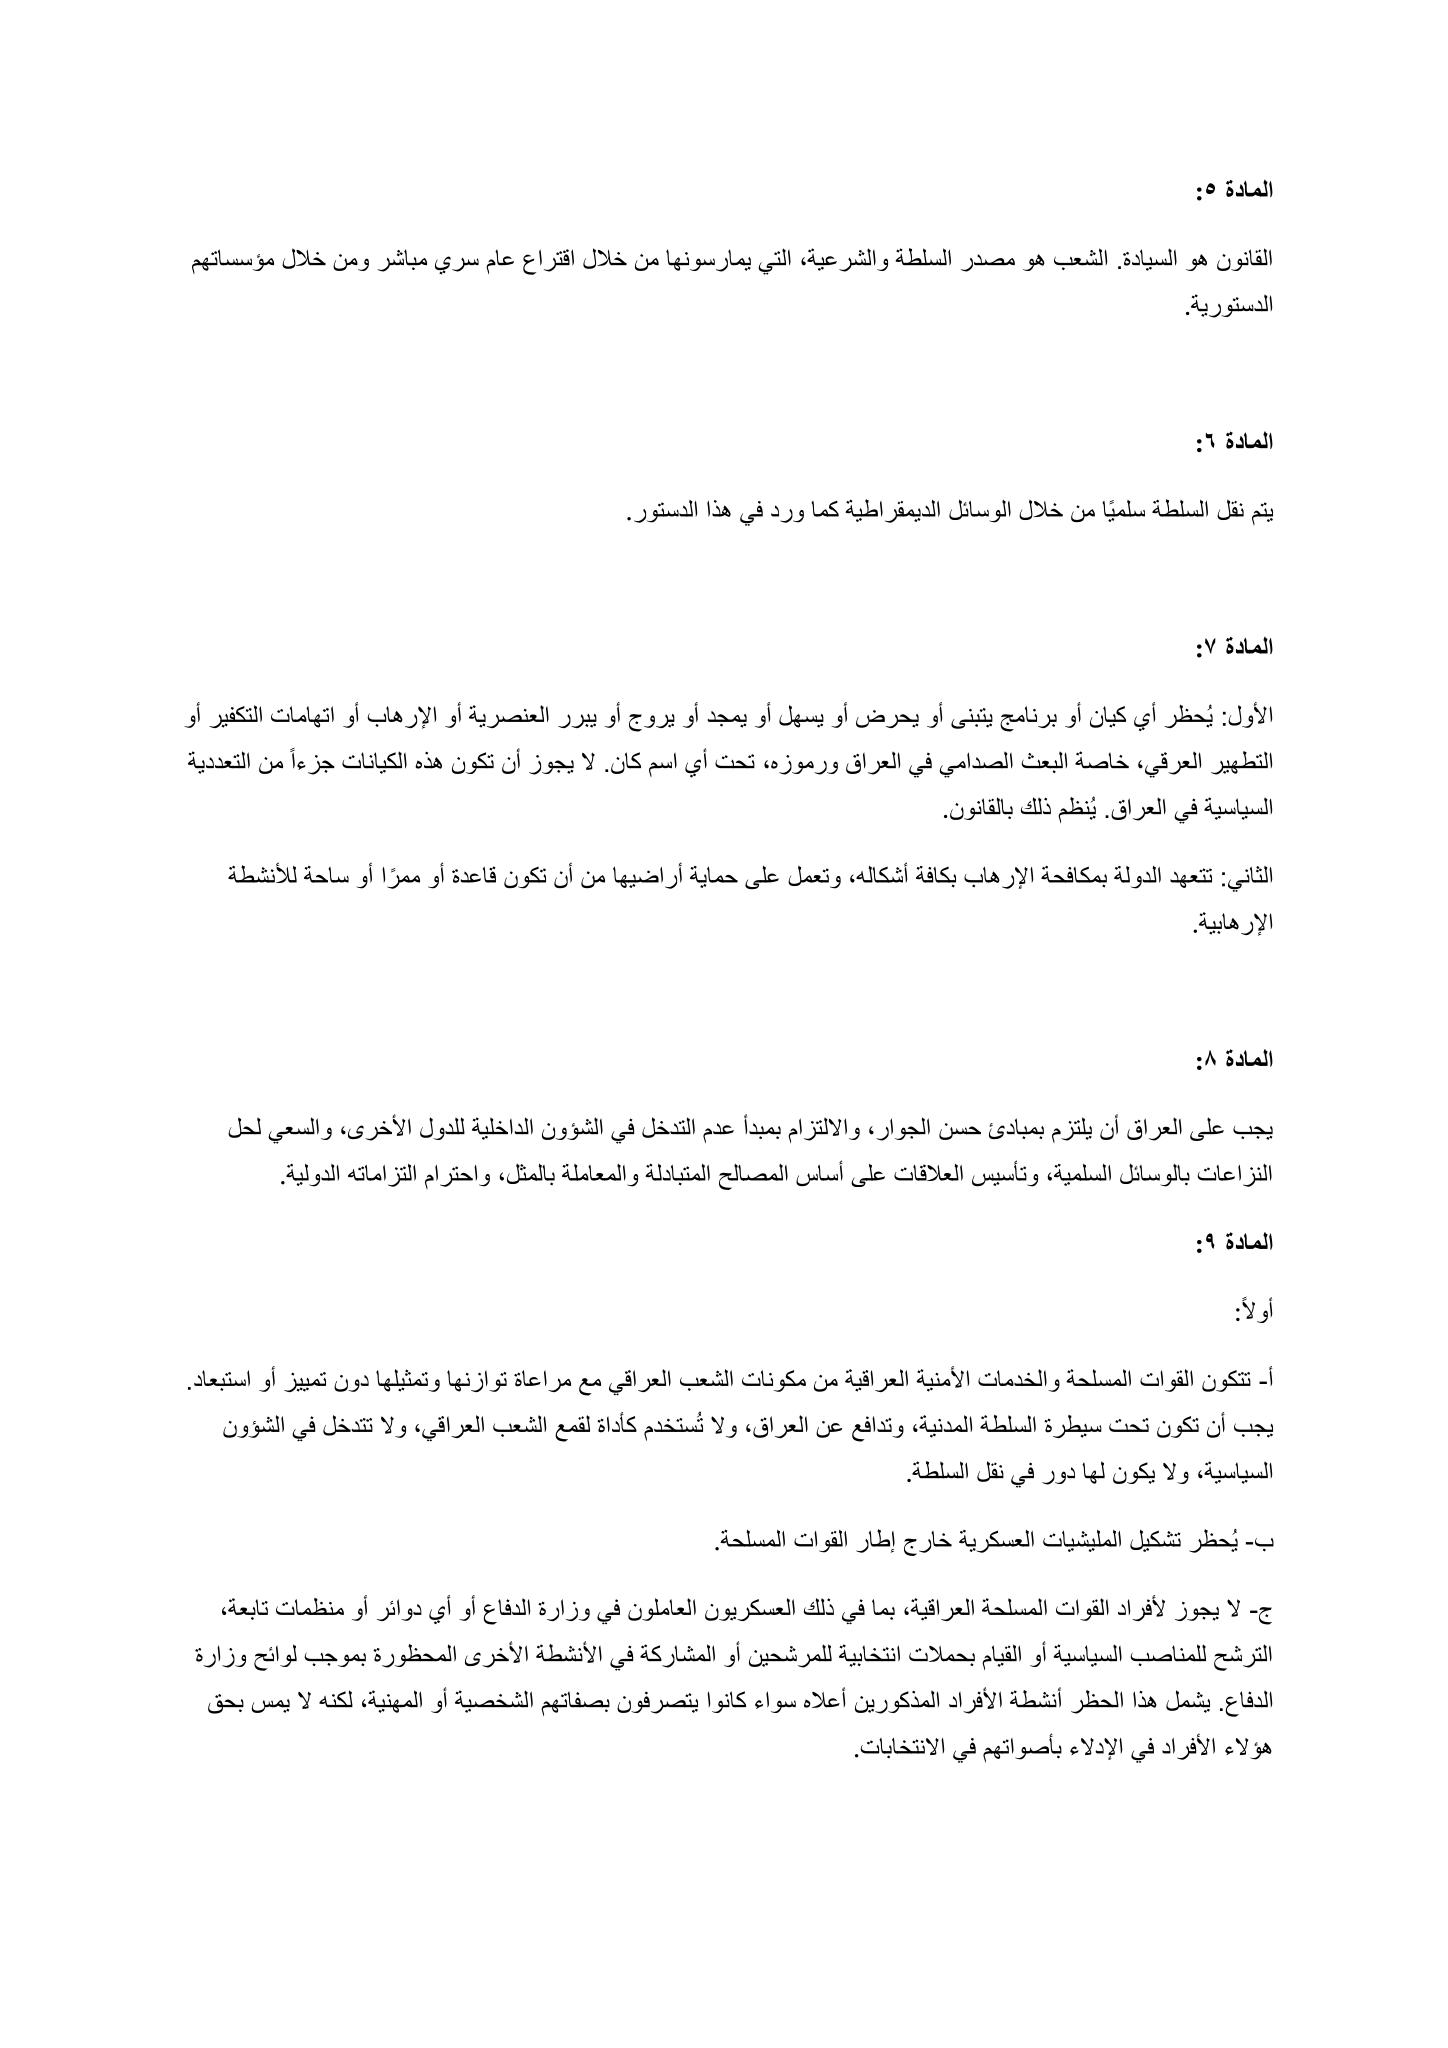 المادة ٥:
القانون هو السيادة. الشعب هو مصدر السلطة والشرعية، التي يمارسونها من خلال اقتراع عام سري مباشر ومن خلال مؤسساتهم
الدستورية.
المادة ٦:
يتم نقل السلطة سلميًا من خلال الوسائل الديمقراطية كما ورد في هذا الدستور.
المادة ٧:
الأول: يُحظر أي كيان أو برنامج يتبنى أو يحرض أو يسهل أو يمجد أو يروج أو يبرر العنصرية أو الإرهاب أو اتهامات التكفير أو
التطهير العرقي، خاصة البعث الصدامي في العراق ورموزه، تحت أي اسم كان. لا يجوز أن تكون هذه الكيانات جزءاً من التعددية
السياسية في العراق. يُنظم ذلك بالقانون.
الثاني: تتعهد الدولة بمكافحة الإرهاب بكافة أشكاله، وتعمل على حماية أراضيها من أن تكون قاعدة أو ممرًا أو ساحة للأنشطة
الإرهابية.
المادة ٨:
يجب على العراق أن يلتزم بمبادئ حسن الجوار، والالتزام بمبدأ عدم التدخل في الشؤون الداخلية للدول الأخرى، والسعي لحل
النزاعات بالوسائل السلمية، وتأسيس العلاقات على أساس المصالح المتبادلة والمعاملة بالمثل، واحترام التزاماته الدولية.
المادة ٩:
أولاً:
أ- تتكون القوات المسلحة والخدمات الأمنية العراقية من مكونات الشعب العراقي مع مراعاة توازنها وتمثيلها دون تمييز أو استبعاد.
يجب أن تكون تحت سيطرة السلطة المدنية، وتدافع عن العراق، ولا تُستخدم كأداة لقمع الشعب العراقي، ولا تتدخل في الشؤون
السياسية، ولا يكون لها دور في نقل السلطة.
ب- يُحظر تشكيل المليشيات العسكرية خارج إطار القوات المسلحة.
ج- لا يجوز لأفراد القوات المسلحة العراقية، بما في ذلك العسكريون العاملون في وزارة الدفاع أو أي دوائر أو منظمات تابعة،
الترشح للمناصب السياسية أو القيام بحملات انتخابية للمرشحين أو المشاركة في الأنشطة الأخرى المحظورة بموجب لوائح وزارة
الدفاع. يشمل هذا الحظر أنشطة الأفراد المذكورين أعلاه سواء كانوا يتصرفون بصفاتهم الشخصية أو المهنية، لكنه لا يمس بحق
هؤلاء الأفراد في الإدلاء بأصواتهم في الانتخابات.